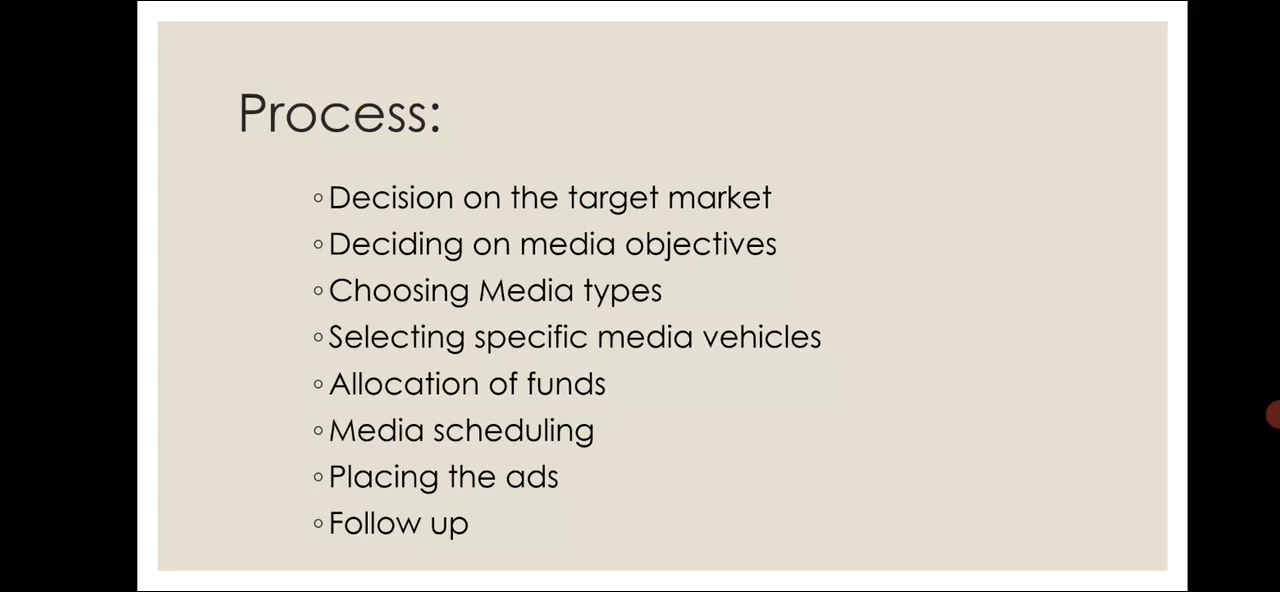 Process:
◦Decision on the target market
◦Deciding on media objectives
◦Choosing Media types
◦Selecting specific media vehicles
◦Allocation of funds
◦Media scheduling
◦Placing the ads
◦Follow up